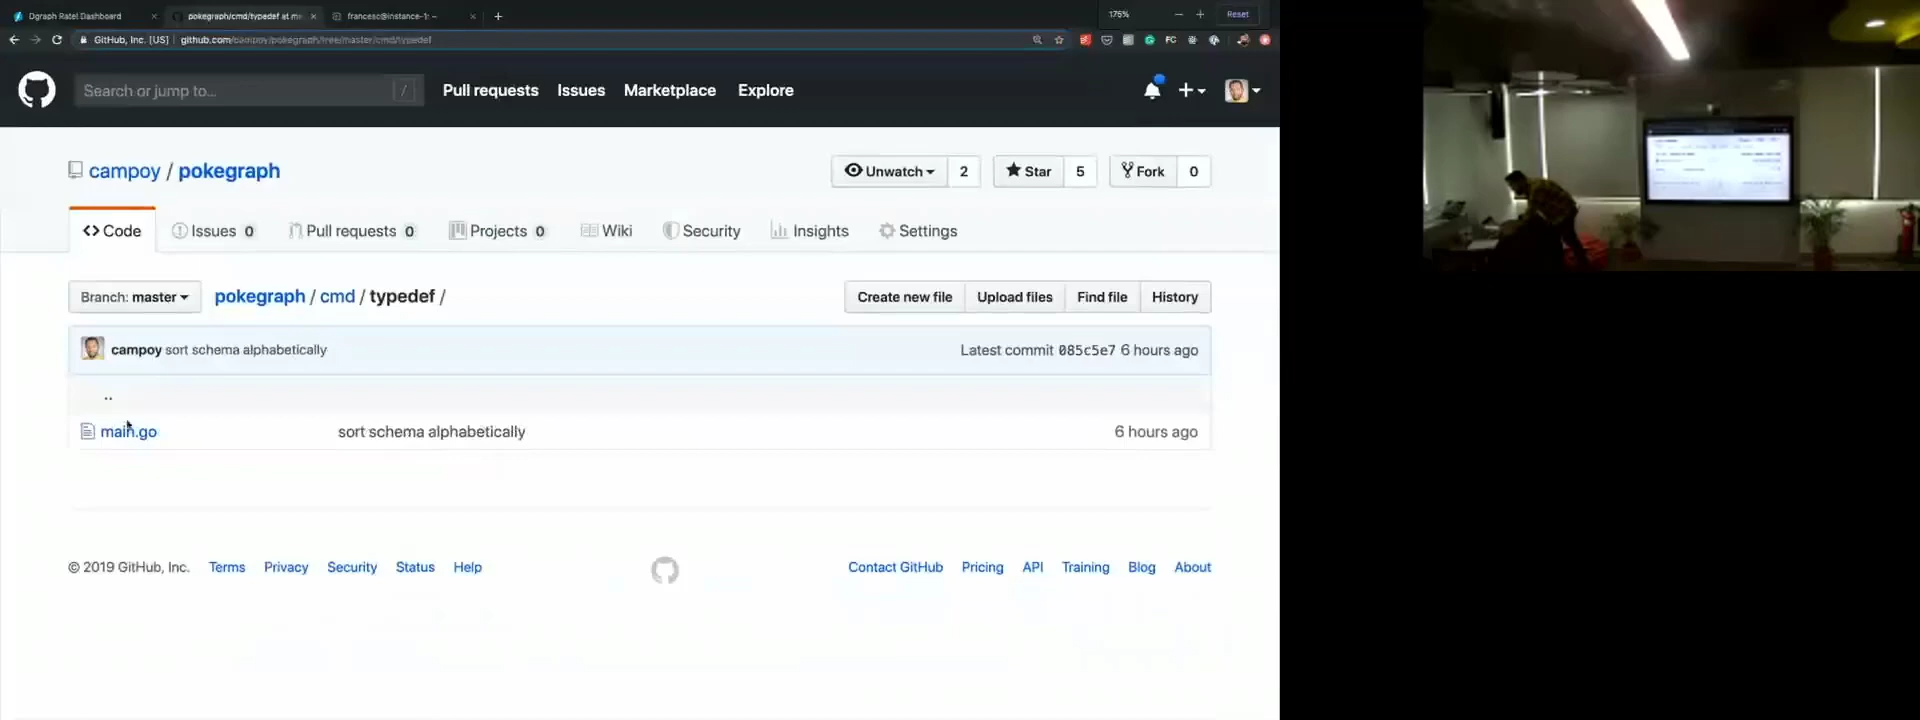 Dgraph Ratel Dashboard
pokegraph/cmd/typedef at ma
francesc@instance-1: ~
175%
Reset
GitHub, Inc. [US]
github.com/campoy/pokegraph/tree/master/cmd/typedef
FC
Search or jump to...
/
Pull requests
Issues
Marketplace
Explore
campoy / pokegraph
Unwatch 2
Star 5
Fork 0
<> Code
Issues 0
Pull requests 0
Projects 0
Wiki
Security
Insights
Settings
Branch: master
pokegraph / cmd / typedef /
Create new file
Upload files
Find file
History
campoy sort schema alphabetically
Latest commit 085c5e7 6 hours ago
..
main.go
sort schema alphabetically
6 hours ago
© 2019 GitHub, Inc.
Terms
Privacy
Security
Status
Help
Contact GitHub
Pricing
API
Training
Blog
About